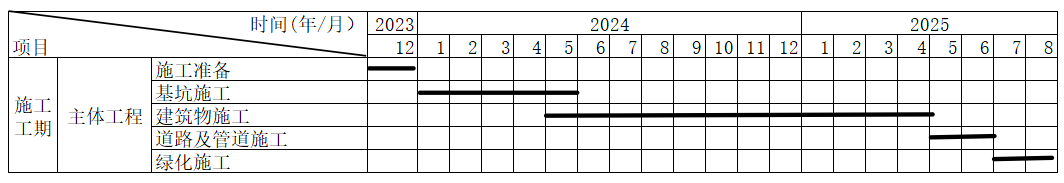 时间(年/月) 2023 2024 2025
项目 12 1 2 3 4 5 6 7 8 9 10 11 12 1 2 3 4 5 6 7 8
施工工期 主体工程 施工准备
基坑施工
建筑物施工
道路及管道施工
绿化施工